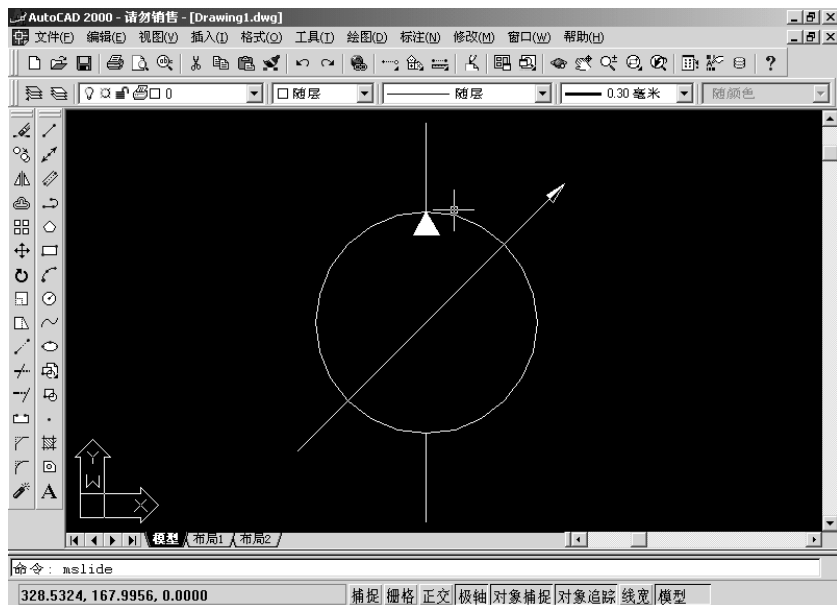 AutoCAD 2000 - 请勿销售 - [Drawing1.dwg]
文件(F) 编辑(E) 视图(V) 插入(I) 格式(O) 工具(T) 绘图(D) 标注(N) 修改(M) 窗口(W) 帮助(H)
0 随层 随层 0.30 毫米 随颜色
A
Y
W
X
模型 布局1 布局2
命令: mslide
328.5324, 167.9956, 0.0000 捕捉 栅格 正交 极轴 对象捕捉 对象追踪 线宽 模型